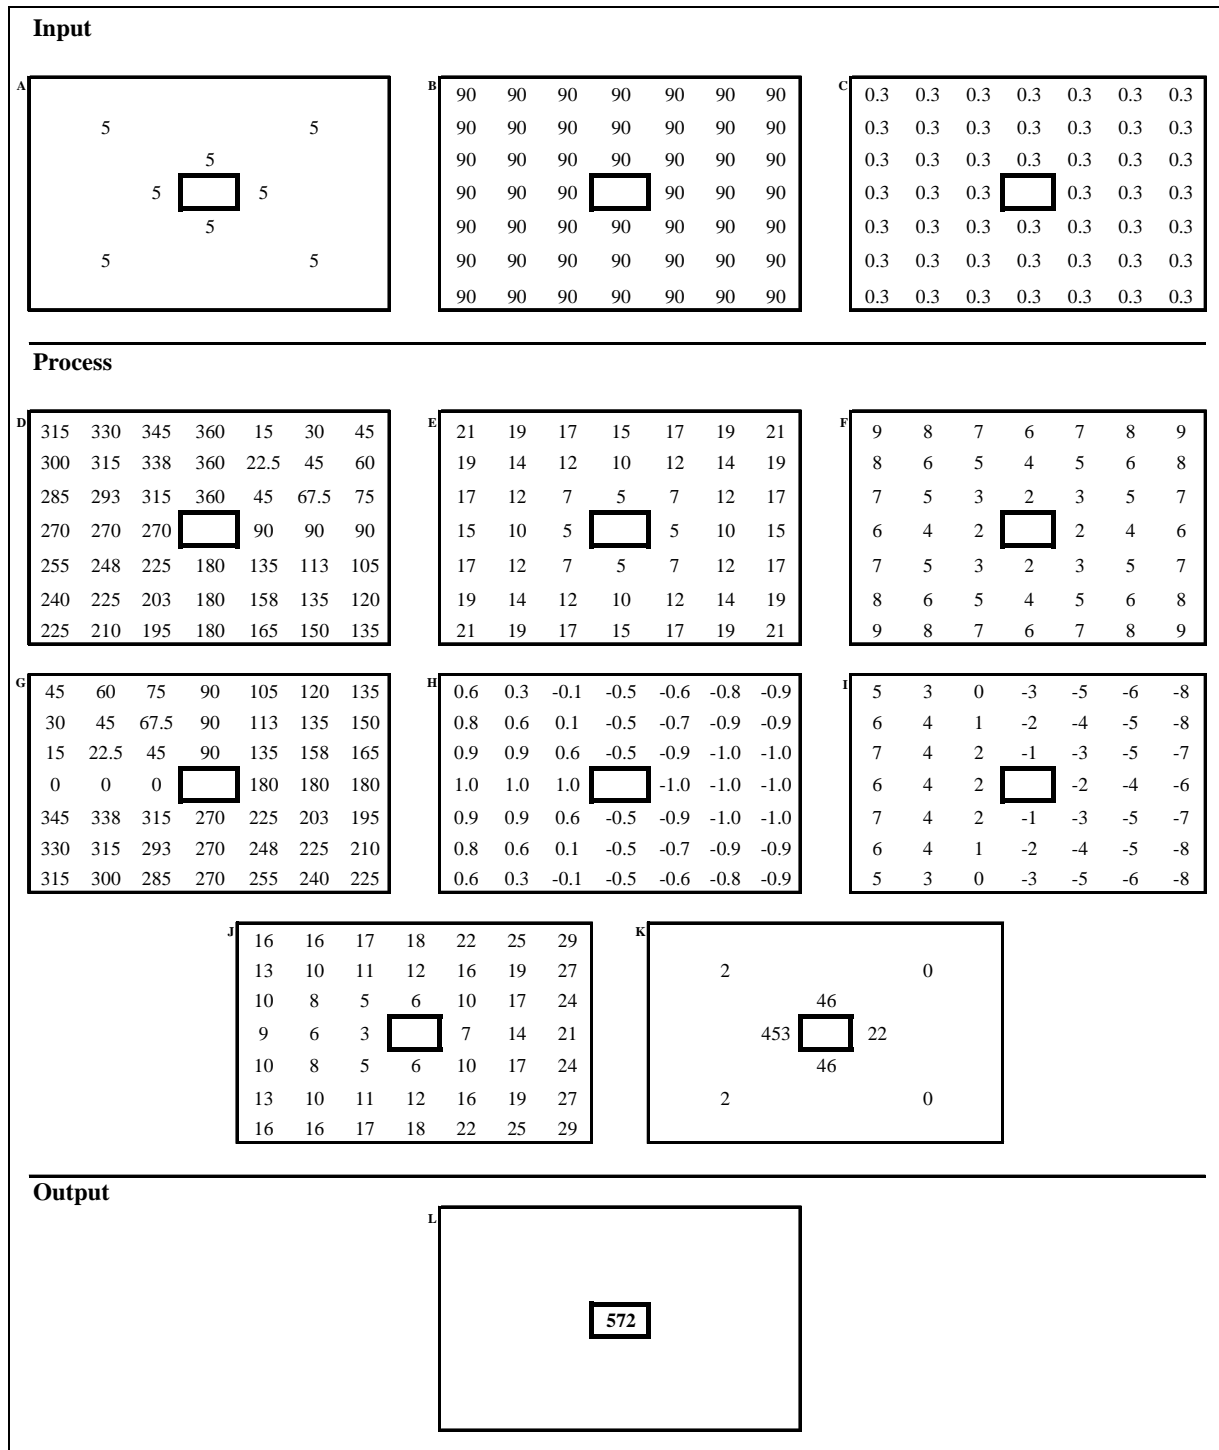 Input
A B C
90 90 90 90 90 90 90 0.3 0.3 0.3 0.3 0.3 0.3 0.3
5 5 90 90 90 90 90 90 90 0.3 0.3 0.3 0.3 0.3 0.3 0.3
5 90 90 90 90 90 90 90 0.3 0.3 0.3 0.3 0.3 0.3 0.3
5 5 90 90 90 90 90 90 0.3 0.3 0.3 0.3 0.3 0.3
5 90 90 90 90 90 90 90 0.3 0.3 0.3 0.3 0.3 0.3 0.3
5 5 90 90 90 90 90 90 90 0.3 0.3 0.3 0.3 0.3 0.3 0.3
90 90 90 90 90 90 90 0.3 0.3 0.3 0.3 0.3 0.3 0.3
Process
D E F
315 330 345 360 15 30 45 21 19 17 15 17 19 21 9 8 7 6 7 8 9
300 315 338 360 22.5 45 60 19 14 12 10 12 14 19 8 6 5 4 5 6 8
285 293 315 360 45 67.5 75 17 12 7 5 7 12 17 7 5 3 2 3 5 7
270 270 270 90 90 90 15 10 5 5 10 15 6 4 2 2 4 6
255 248 225 180 135 113 105 17 12 7 5 7 12 17 7 5 3 2 3 5 7
240 225 203 180 158 135 120 19 14 12 10 12 14 19 8 6 5 4 5 6 8
225 210 195 180 165 150 135 21 19 17 15 17 19 21 9 8 7 6 7 8 9
G H I
45 60 75 90 105 120 135 0.6 0.3 -0.1 -0.5 -0.6 -0.8 -0.9 5 3 0 -3 -5 -6 -8
30 45 67.5 90 113 135 150 0.8 0.6 0.1 -0.5 -0.7 -0.9 -0.9 6 4 1 -2 -4 -5 -8
15 22.5 45 90 135 158 165 0.9 0.9 0.6 -0.5 -0.9 -1.0 -1.0 7 4 2 -1 -3 -5 -7
0 0 0 180 180 180 1.0 1.0 1.0 -1.0 -1.0 -1.0 6 4 2 -2 -4 -6
345 338 315 270 225 203 195 0.9 0.9 0.6 -0.5 -0.9 -1.0 -1.0 7 4 2 -1 -3 -5 -7
330 315 293 270 248 225 210 0.8 0.6 0.1 -0.5 -0.7 -0.9 -0.9 6 4 1 -2 -4 -5 -8
315 300 285 270 255 240 225 0.6 0.3 -0.1 -0.5 -0.6 -0.8 -0.9 5 3 0 -3 -5 -6 -8
J K
16 16 17 18 22 25 29
13 10 11 12 16 19 27 2 0
10 8 5 6 10 17 24 46
9 6 3 7 14 21 453 22
10 8 5 6 10 17 24 46
13 10 11 12 16 19 27 2 0
16 16 17 18 22 25 29
Output
L
572